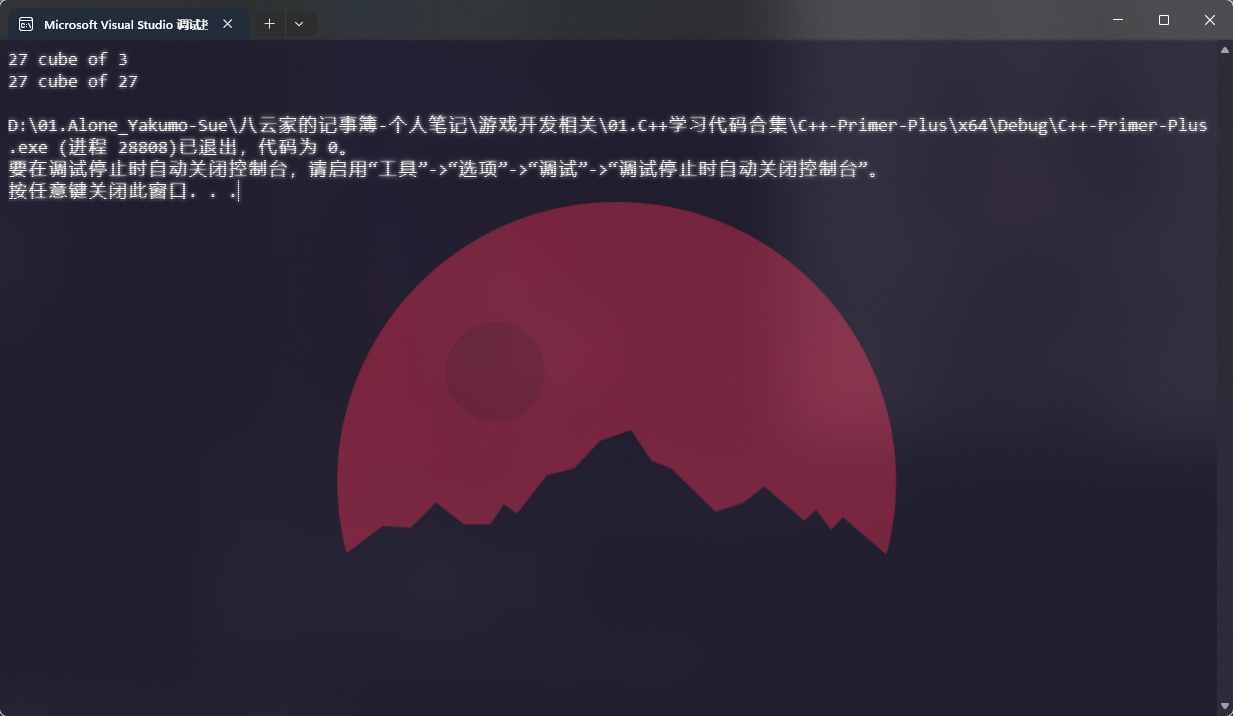 Microsoft Visual Studio 调试
27 cube of 3
27 cube of 27
D:\01.Alone_Yakumo-Sue\八云家的记事簿-个人笔记\游戏开发相关\01.C++学习代码合集\C++-Primer-Plus\x64\Debug\C++-Primer-Plus
.exe (进程 28808)已退出，代码为 0。
要在调试停止时自动关闭控制台，请启用“工具”->“选项”->“调试”->“调试停止时自动关闭控制台”。
按任意键关闭此窗口. . .